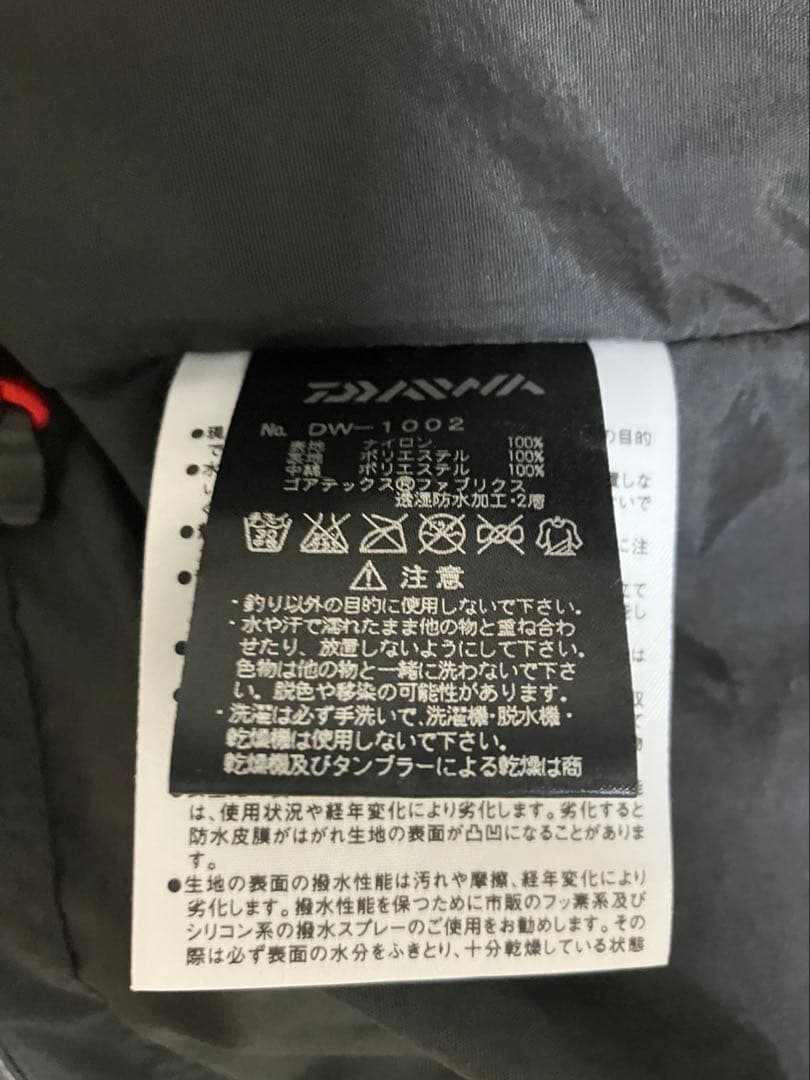 DAIWA
No. DW-1002
表地 ナイロン 100%
裏地 ポリエステル 100%
中綿 ポリエステル 100%
ゴアテックス®ファブリクス
透湿防水加工・2層
注意
・釣り以外の目的に使用しないで下さい。
・水や汗で濡れたまま他の物と重ね合わ
せたり、放置しないようにして下さい。
色物は他の物と一緒に洗わないで下さ
い。脱色や移染の可能性があります。
・洗濯は必ず手洗いで、洗濯機・脱水機・
乾燥機は使用しないで下さい。
乾燥機及びタンブラーによる乾燥は商
の目的
は、使用状況や経年変化により劣化します。劣化すると
防水皮膜がはがれ生地の表面が凸凹になることがありま
す。
●生地の表面の撥水性能は汚れや摩擦、経年変化により
劣化します。撥水性能を保つために市販のフッ素系及び
シリコン系の撥水スプレーのご使用をお勧めします。その
際は必ず表面の水分をふきとり、十分乾燥している状態